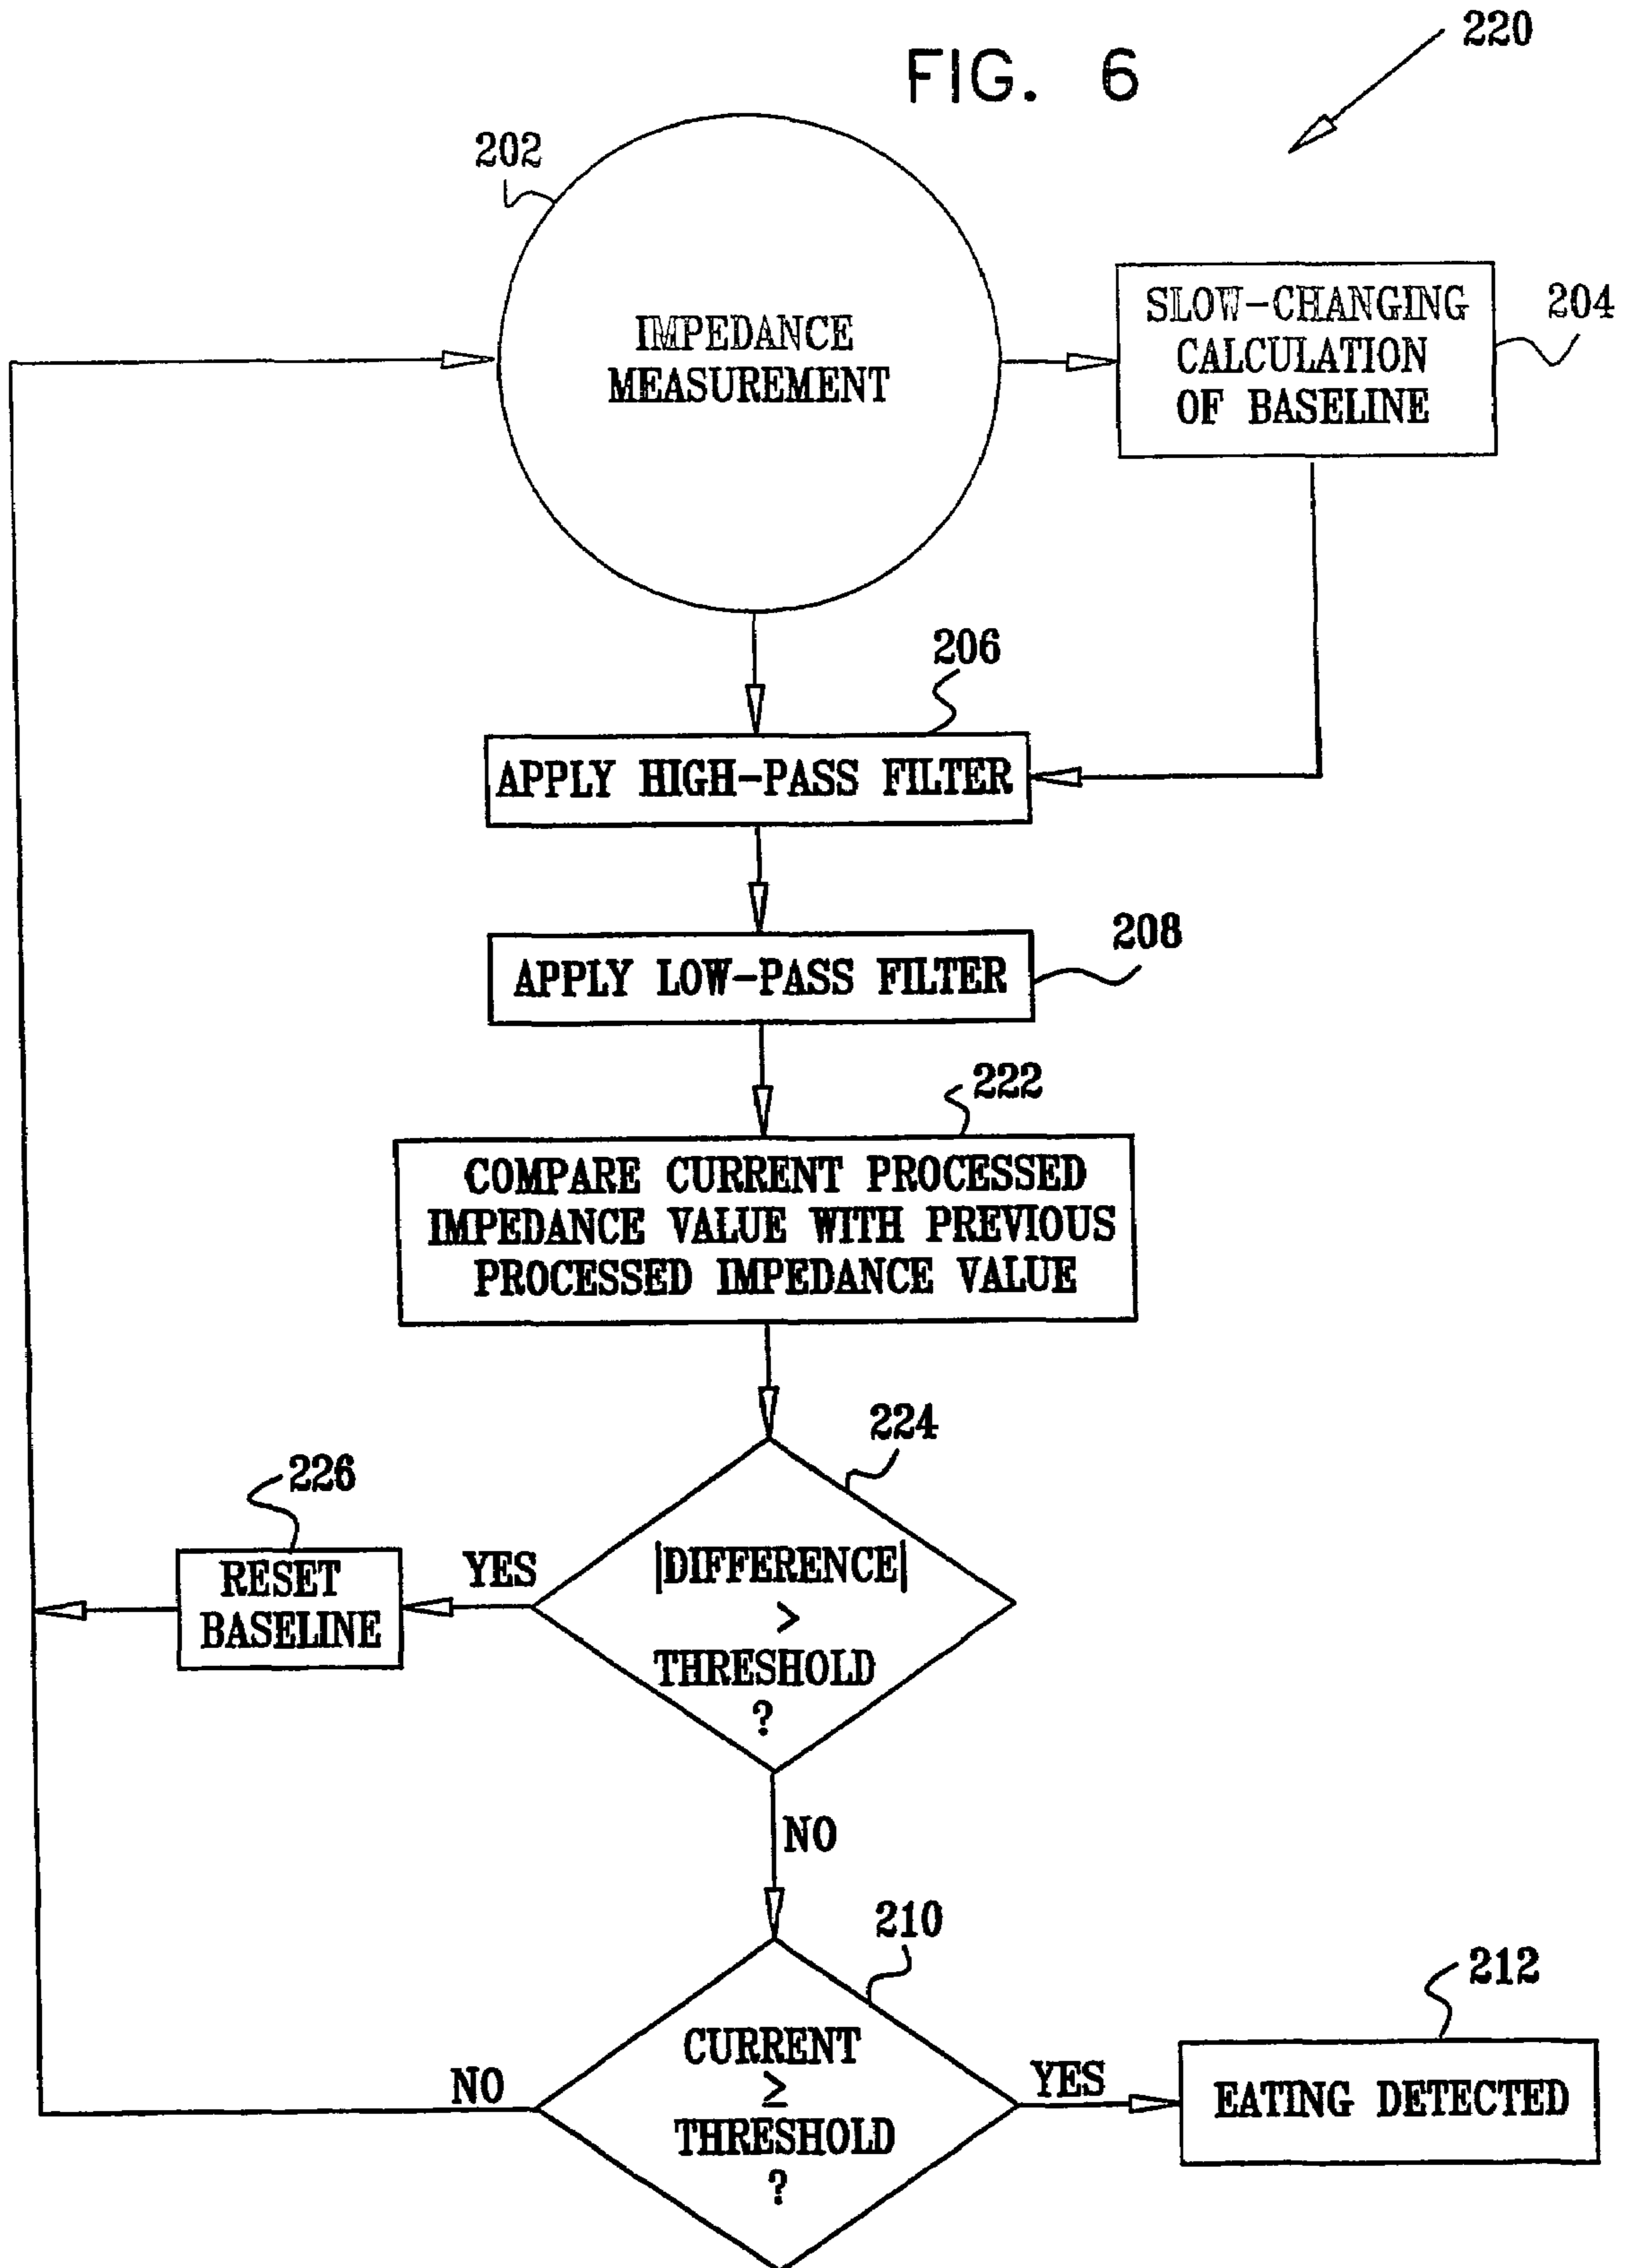 FIG. 6
220
202
IMPEDANCE
MEASUREMENT
SLOW-CHANGING
CALCULATION
OF BASELINE
204
206
APPLY HIGH-PASS FILTER
APPLY LOW-PASS FILTER
208
222
COMPARE CURRENT PROCESSED
IMPEDANCE VALUE WITH PREVIOUS
PROCESSED IMPEDANCE VALUE
224
226
RESET
BASELINE
YES
|DIFFERENCE|
>
THRESHOLD
?
NO
210
212
CURRENT
≥
THRESHOLD
?
NO
YES
EATING DETECTED